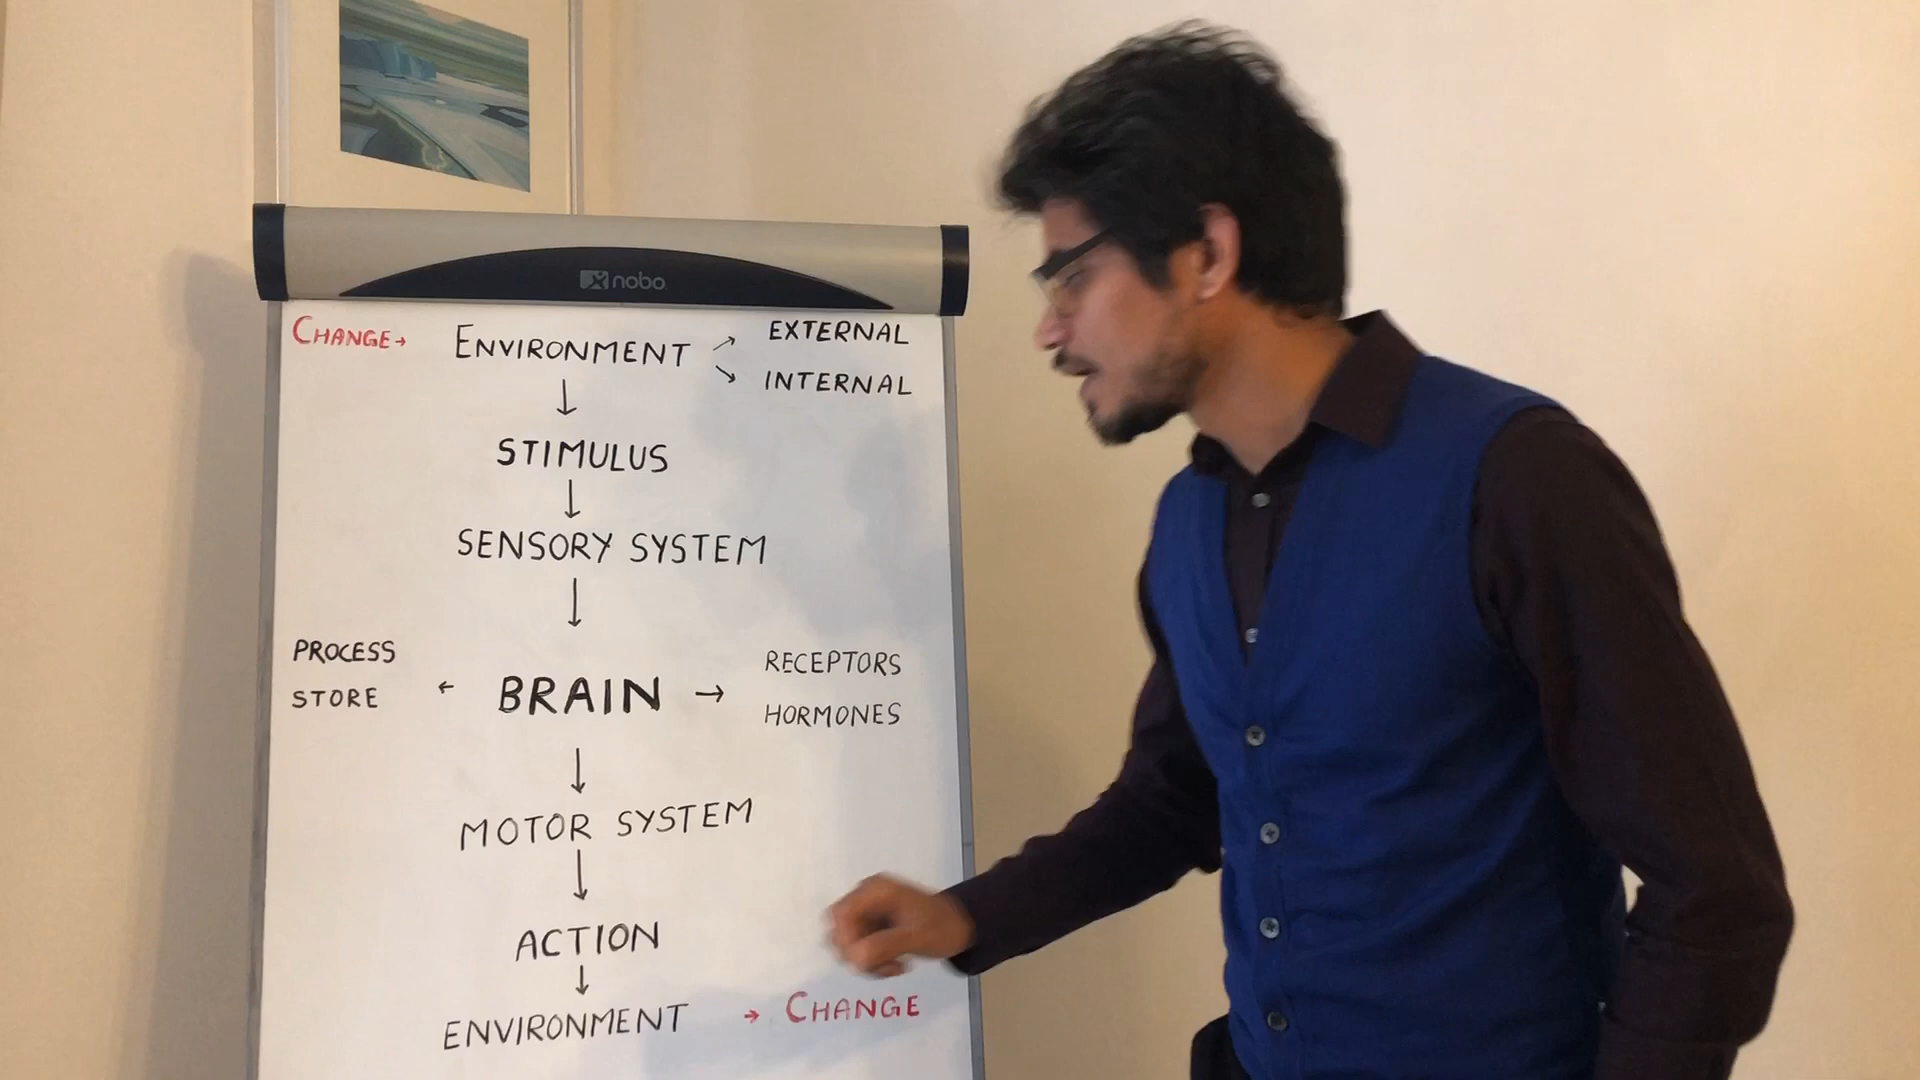 nobo
CHANGE → ENVIRONMENT → EXTERNAL
→ INTERNAL
↓
STIMULUS
↓
SENSORY SYSTEM
↓
PROCESS
STORE
← BRAIN →
RECEPTORS
HORMONES
↓
MOTOR SYSTEM
↓
ACTION
↓
ENVIRONMENT → CHANGE